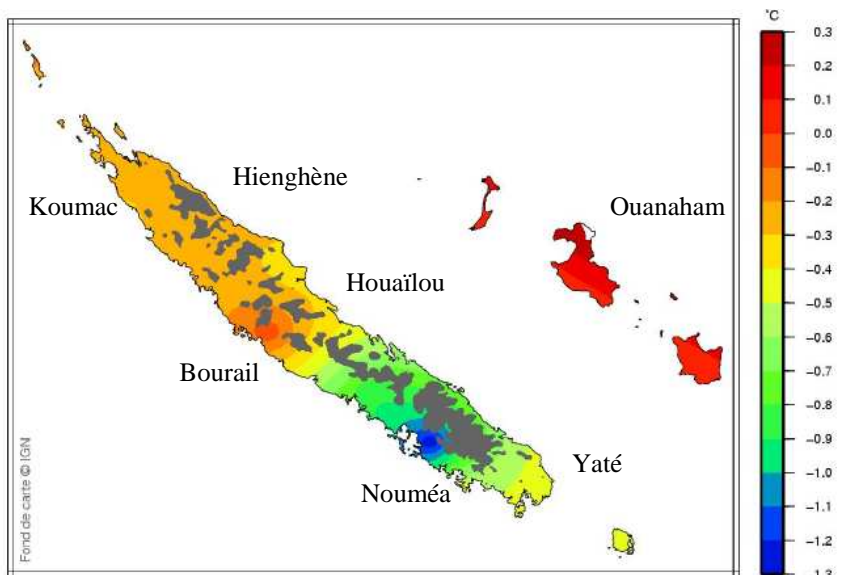 °C
0.3
0.1
0.0
-0.1
-0.2
-0.3
-0.4
-0.5
-0.6
-0.7
-0.8
-0.9
-1.0
-1.1
-1.2
-1.3
Hienghène
Koumac
Ouanaham
Houaïlou
Bourail
Yaté
Nouméa
Fond de carte © IGN